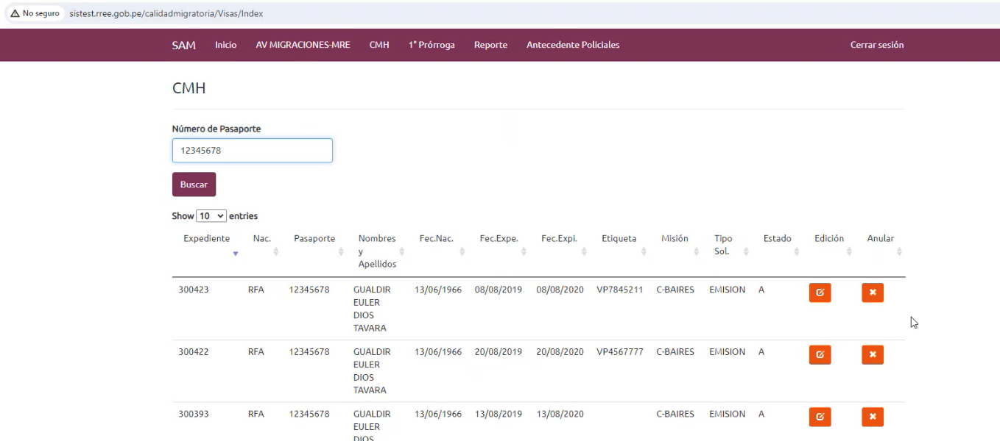 No seguro sistest.rree.gob.pe/calidadmigratoria/Visas/Index
SAM Inicio AV MIGRACIONES-MRE CMH 1° Prórroga Reporte Antecedente Policiales Cerrar sesión
CMH
Número de Pasaporte
12345678
Buscar
Show 10 entries
Expediente Nac. Pasaporte Nombres y Apellidos Fec.Nac. Fec.Expe. Fec.Expi. Etiqueta Misión Tipo Sol. Estado Edición Anular
300423 RFA 12345678 GUALDIR 13/06/1966 08/08/2019 08/08/2020 VP7845211 C-BAIRES EMISION A
EULER
DIOS
TAVARA
300422 RFA 12345678 GUALDIR 13/06/1966 20/08/2019 20/08/2020 VP4567777 C-BAIRES EMISION A
EULER
DIOS
TAVARA
300393 RFA 12345678 GUALDIR 13/06/1966 13/08/2019 13/08/2020 C-BAIRES EMISION A
EULER
DIOS